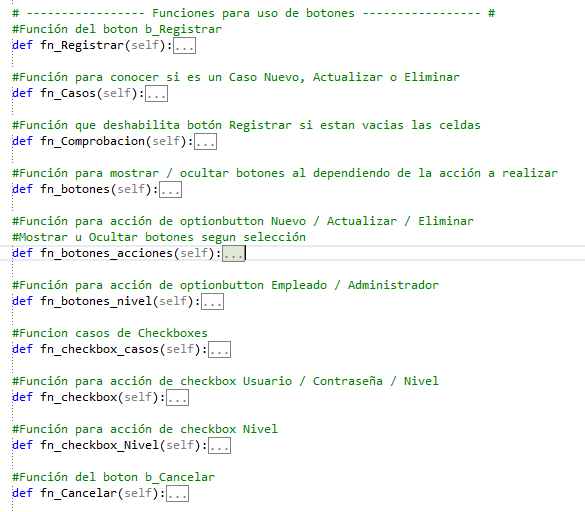 # ----------------- Funciones para uso de botones ----------------- #
#Función del boton b_Registrar
def fn_Registrar(self):...
#Función para conocer si es un Caso Nuevo, Actualizar o Eliminar
def fn_Casos(self):...
#Función que deshabilita botón Registrar si estan vacias las celdas
def fn_Comprobacion(self):...
#Función para mostrar / ocultar botones al dependiendo de la acción a realizar
def fn_botones(self):...
#Función para acción de optionbutton Nuevo / Actualizar / Eliminar
#Mostrar u Ocultar botones segun selección
def fn_botones_acciones(self):...
#Función para acción de optionbutton Empleado / Administrador
def fn_botones_nivel(self):...
#Funcion casos de Checkboxes
def fn_checkbox_casos(self):...
#Función para acción de checkbox Usuario / Contraseña / Nivel
def fn_checkbox(self):...
#Función para acción de checkbox Nivel
def fn_checkbox_Nivel(self):...
#Función del boton b_Cancelar
def fn_Cancelar(self):...